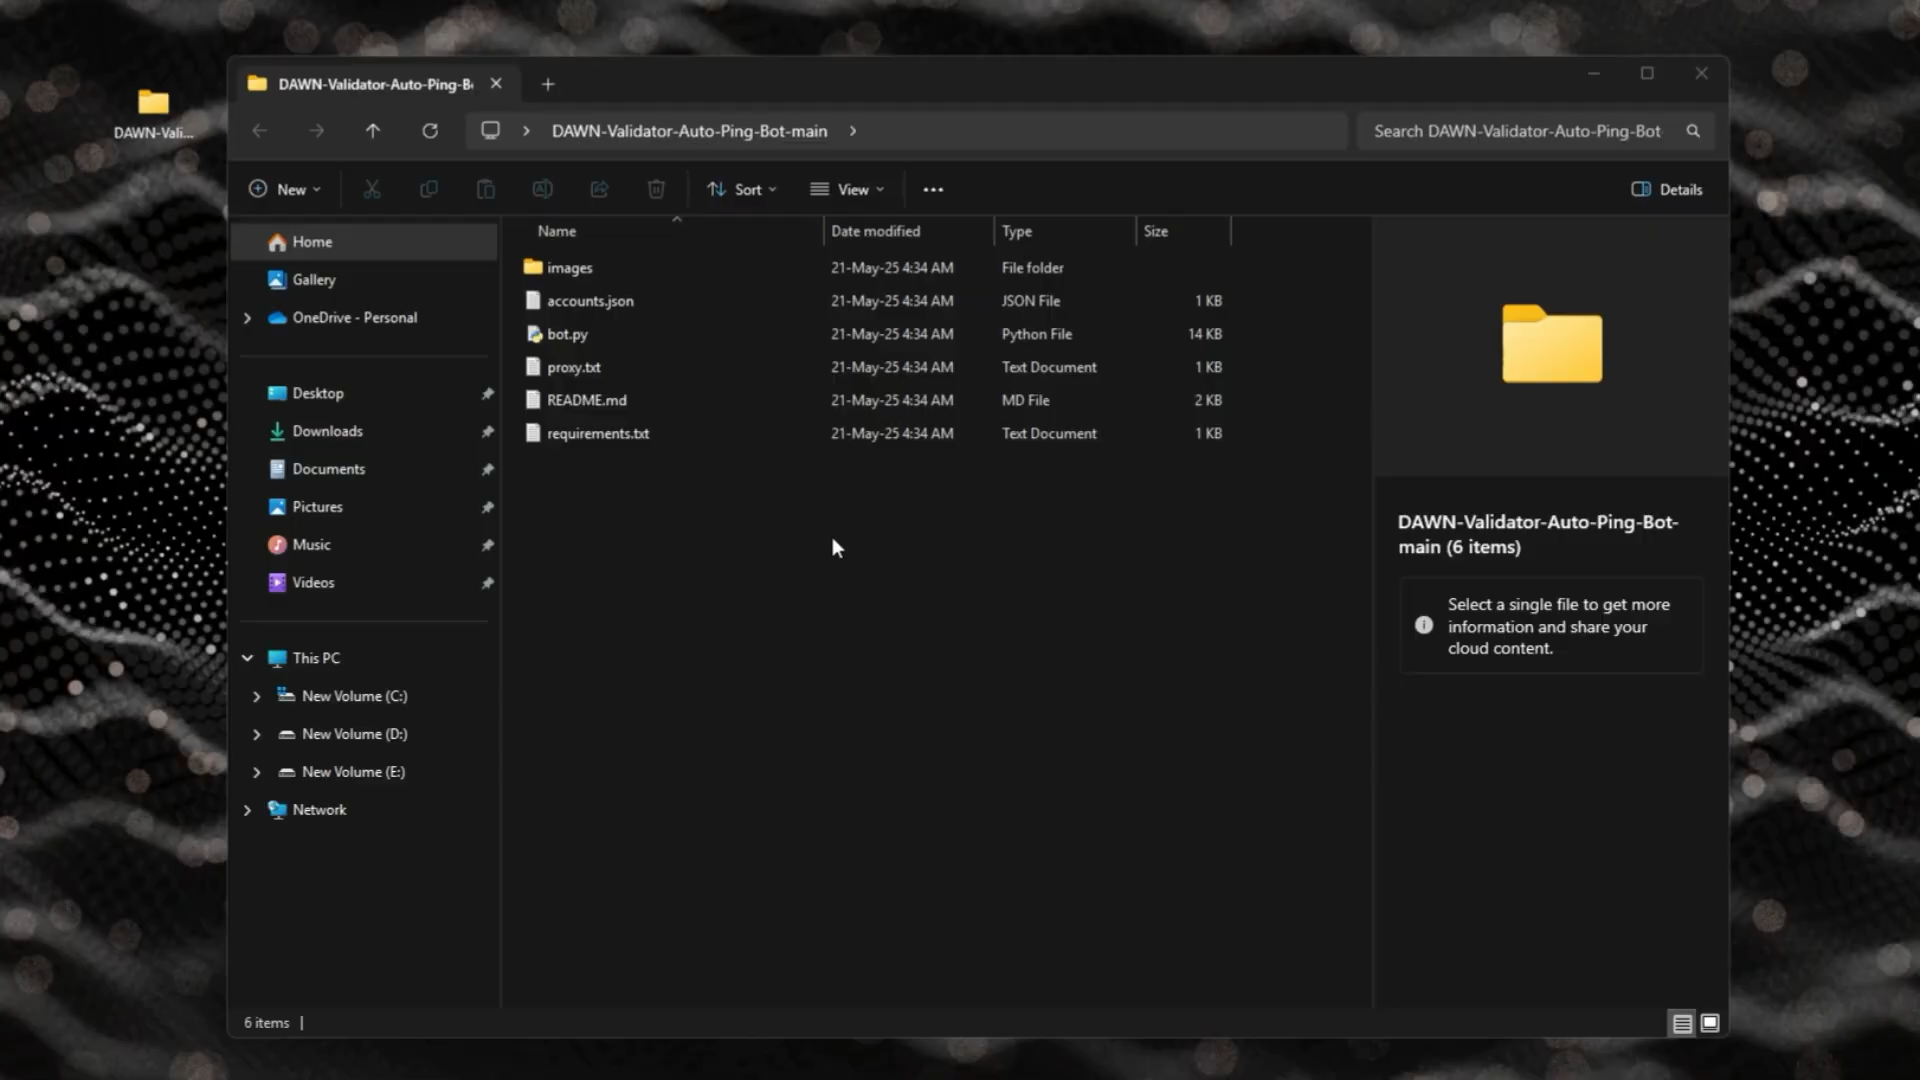 DAWN-Vali...
DAWN-Validator-Auto-Ping-B
DAWN-Validator-Auto-Ping-Bot-main
Search DAWN-Validator-Auto-Ping-Bot
New
Sort
View
Details
Home
Gallery
OneDrive - Personal
Desktop
Downloads
Documents
Pictures
Music
Videos
This PC
New Volume (C:)
New Volume (D:)
New Volume (E:)
Network
Name Date modified Type Size
images 21-May-25 4:34 AM File folder
accounts.json 21-May-25 4:34 AM JSON File 1 KB
bot.py 21-May-25 4:34 AM Python File 14 KB
proxy.txt 21-May-25 4:34 AM Text Document 1 KB
README.md 21-May-25 4:34 AM MD File 2 KB
requirements.txt 21-May-25 4:34 AM Text Document 1 KB
DAWN-Validator-Auto-Ping-Bot-
main (6 items)
Select a single file to get more
information and share your
cloud content.
6 items